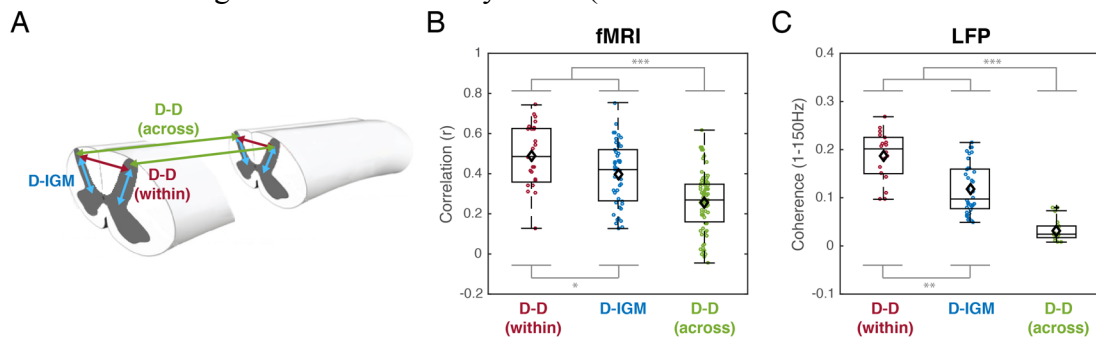 A
D-D
(across)
D-IGM
D-D
(within)
B
fMRI
Correlation (r)
1
0.8
0.6
0.4
0.2
0
-0.2
***
*
D-D
(within)
D-IGM
D-D
(across)
C
LFP
Coherence (1-150Hz)
0.4
0.3
0.2
0.1
0
-0.1
***
**
D-D
(within)
D-IGM
D-D
(across)